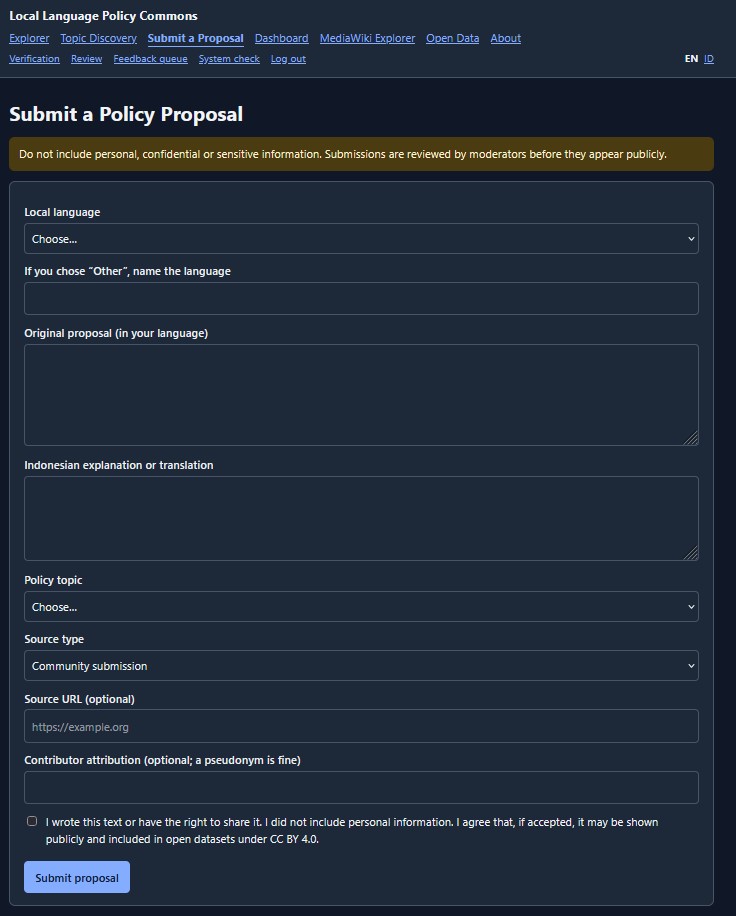 Local Language Policy Commons
Explorer Topic Discovery Submit a Proposal Dashboard MediaWiki Explorer Open Data About
Verification Review Feedback queue System check Log out EN ID
Submit a Policy Proposal
Do not include personal, confidential or sensitive information. Submissions are reviewed by moderators before they appear publicly.
Local language
Choose...
If you chose “Other”, name the language
Original proposal (in your language)
Indonesian explanation or translation
Policy topic
Choose...
Source type
Community submission
Source URL (optional)
https://example.org
Contributor attribution (optional; a pseudonym is fine)
I wrote this text or have the right to share it. I did not include personal information. I agree that, if accepted, it may be shown
publicly and included in open datasets under CC BY 4.0.
Submit proposal